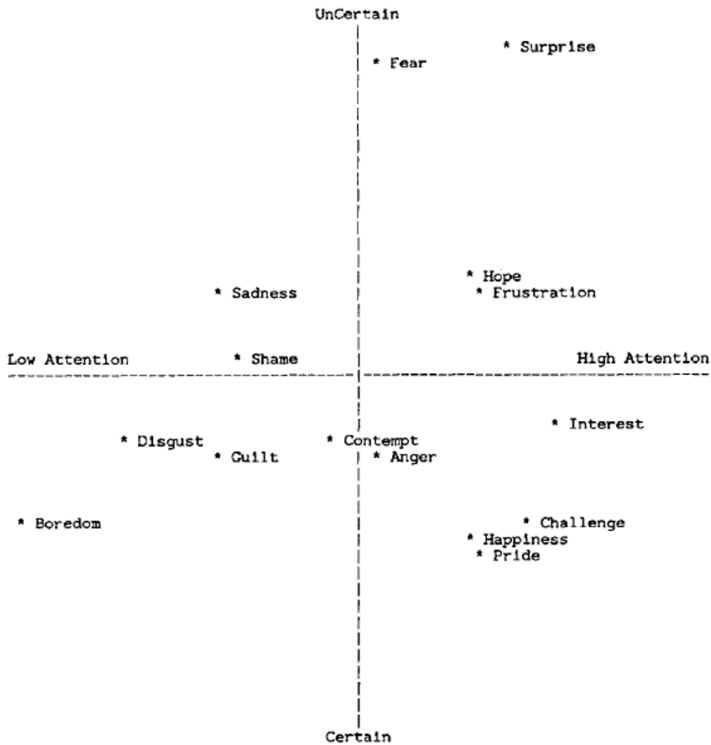 UnCertain
* Surprise
* Fear
* Hope
* Sadness
* Frustration
Low Attention
* Shame
High Attention
* Interest
* Disgust
* Contempt
* Guilt
* Anger
* Boredom
* Challenge
* Happiness
* Pride
Certain